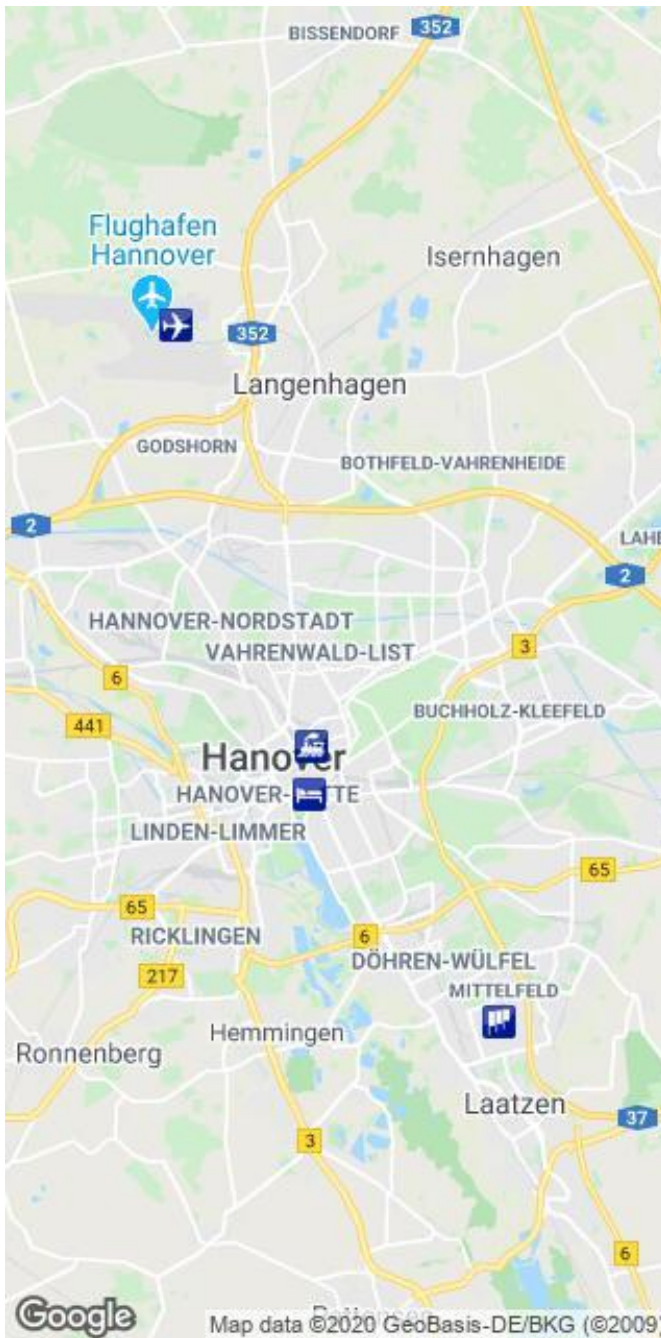 BISSENDORF
352
Flughafen
Hannover
Isernhagen
352
Langenhagen
GODSHORN
BOTHFELD-VAHRENHEIDE
2
LAHE
2
HANNOVER-NORDSTADT
3
VAHRENWALD-LIST
6
441
BUCHHOLZ-KLEEFELD
Hanover
LINDEN-LIMMER
65
65
RICKLINGEN
6
DÖHREN-WÜLFEL
217
MITTELFELD
Hemmingen
Ronnenberg
Laatzen
37
3
6
Google
Map data ©2020 GeoBasis-DE/BKG (©2009